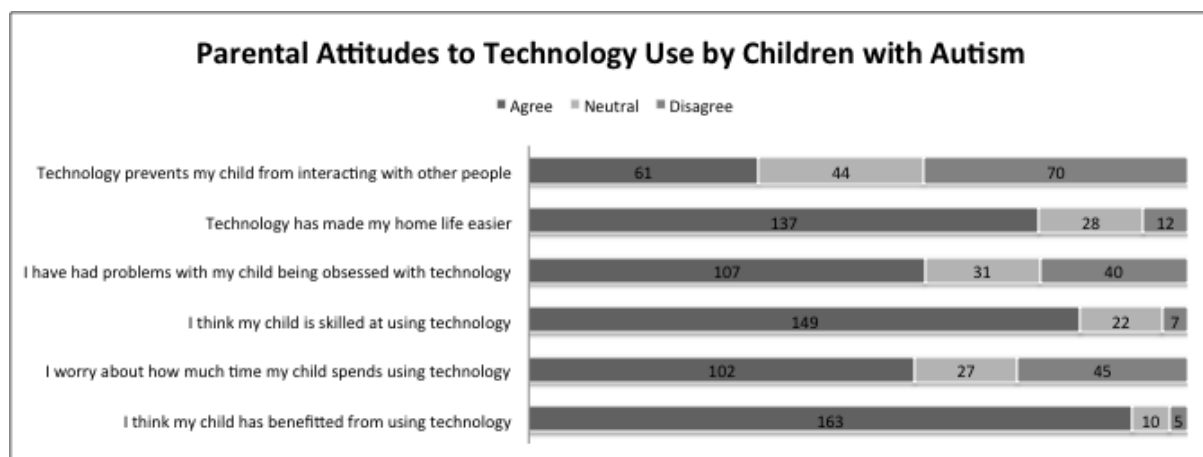 Parental Attitudes to Technology Use by Children with Autism
Agree Neutral Disagree
Technology prevents my child from interacting with other people 61 44 70
Technology has made my home life easier 137 28 12
I have had problems with my child being obsessed with technology 107 31 40
I think my child is skilled at using technology 149 22 7
I worry about how much time my child spends using technology 102 27 45
I think my child has benefitted from using technology 163 10 5